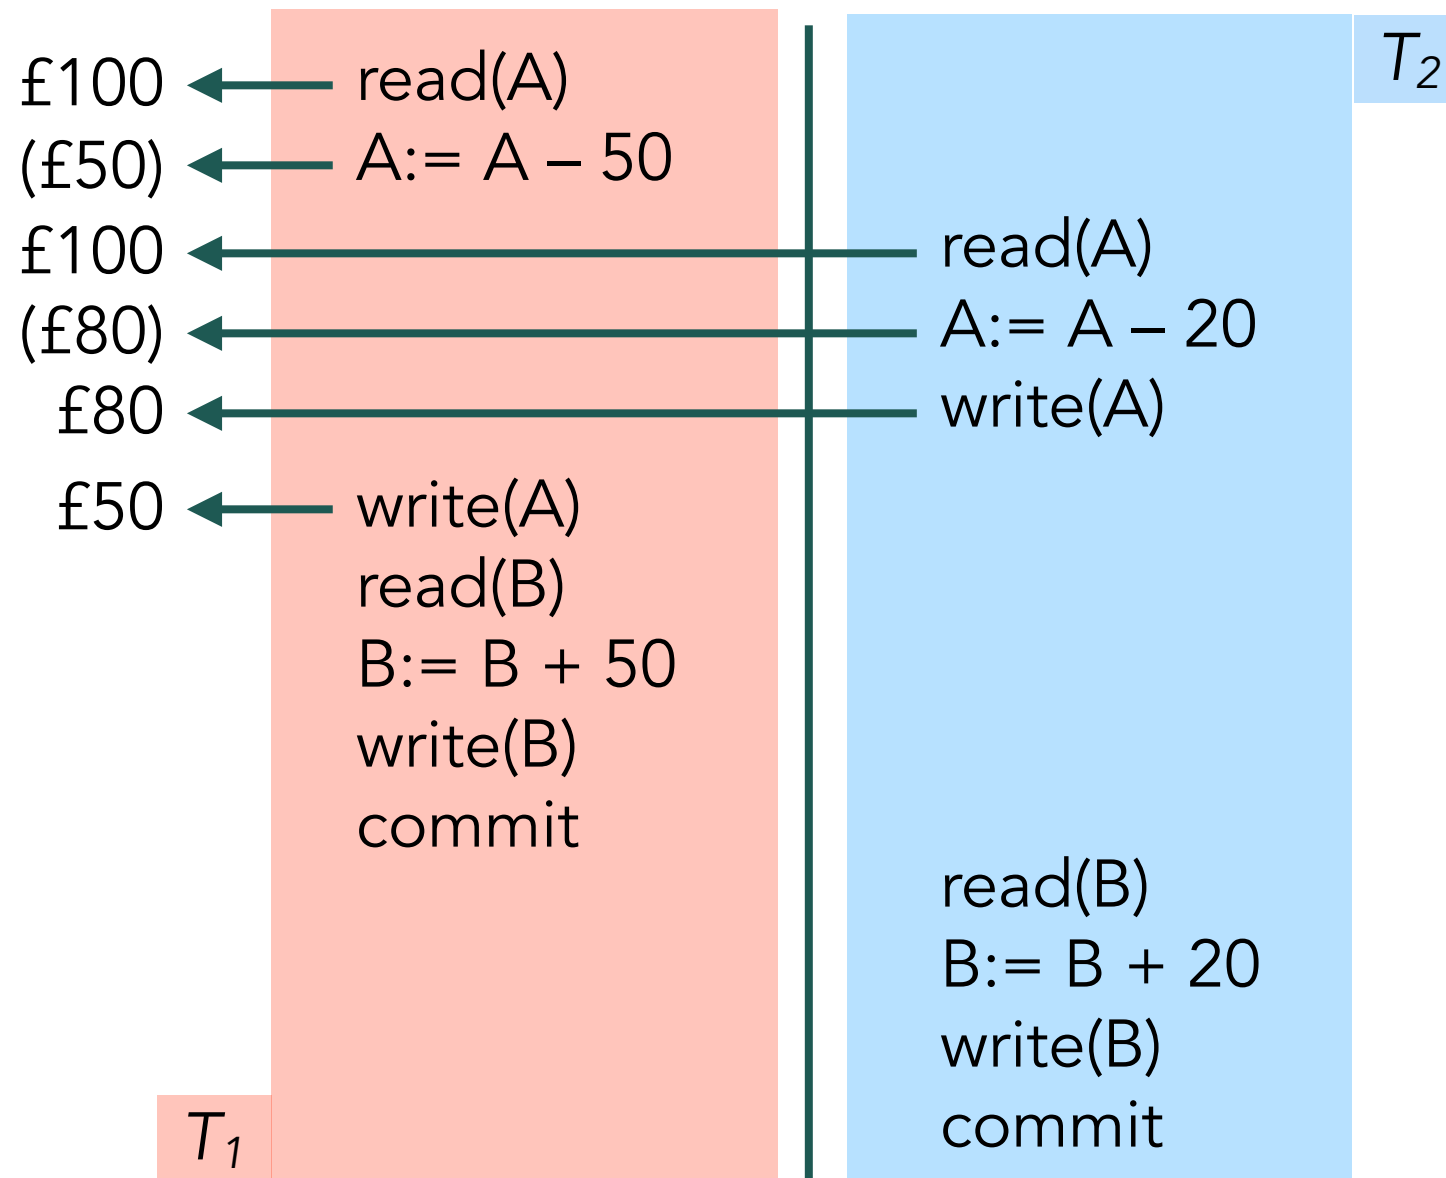 T2
£100 read(A)
(£50) A:= A – 50
£100 read(A)
(£80) A:= A – 20
£80 write(A)
£50 write(A)
read(B)
B:= B + 50
write(B)
commit
read(B)
B:= B + 20
write(B)
commit
T1